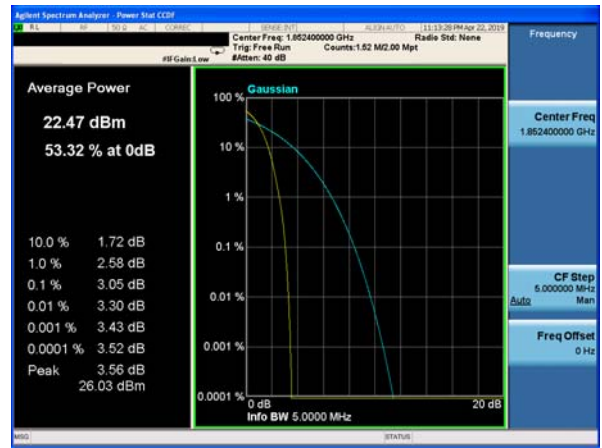 Agilent Spectrum Analyzer - Power Stat CCDF
RL RF 50 Ω AC CORREC SENSE:INT ALIGN AUTO 11:13:28 PM Apr 22, 2019
Center Freq: 1.852400000 GHz Radio Std: None
Trig: Free Run Counts:1.52 M/2.00 Mpt
#IFGain:Low #Atten: 40 dB
Frequency
Average Power
22.47 dBm
53.32 % at 0dB
10.0 % 1.72 dB
1.0 % 2.58 dB
0.1 % 3.05 dB
0.01 % 3.30 dB
0.001 % 3.43 dB
0.0001 % 3.52 dB
Peak 3.56 dB
26.03 dBm
Gaussian
100 %
10 %
1 %
0.1 %
0.01 %
0.001 %
0.0001 %
0 dB 20 dB
Info BW 5.0000 MHz
Center Freq
1.852400000 GHz
CF Step
5.000000 MHz
Auto Man
Freq Offset
0 Hz
MSG STATUS